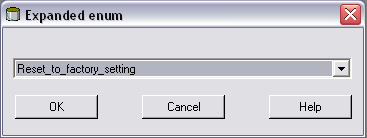 Expanded enum
Reset_to_factory_setting
OK Cancel Help